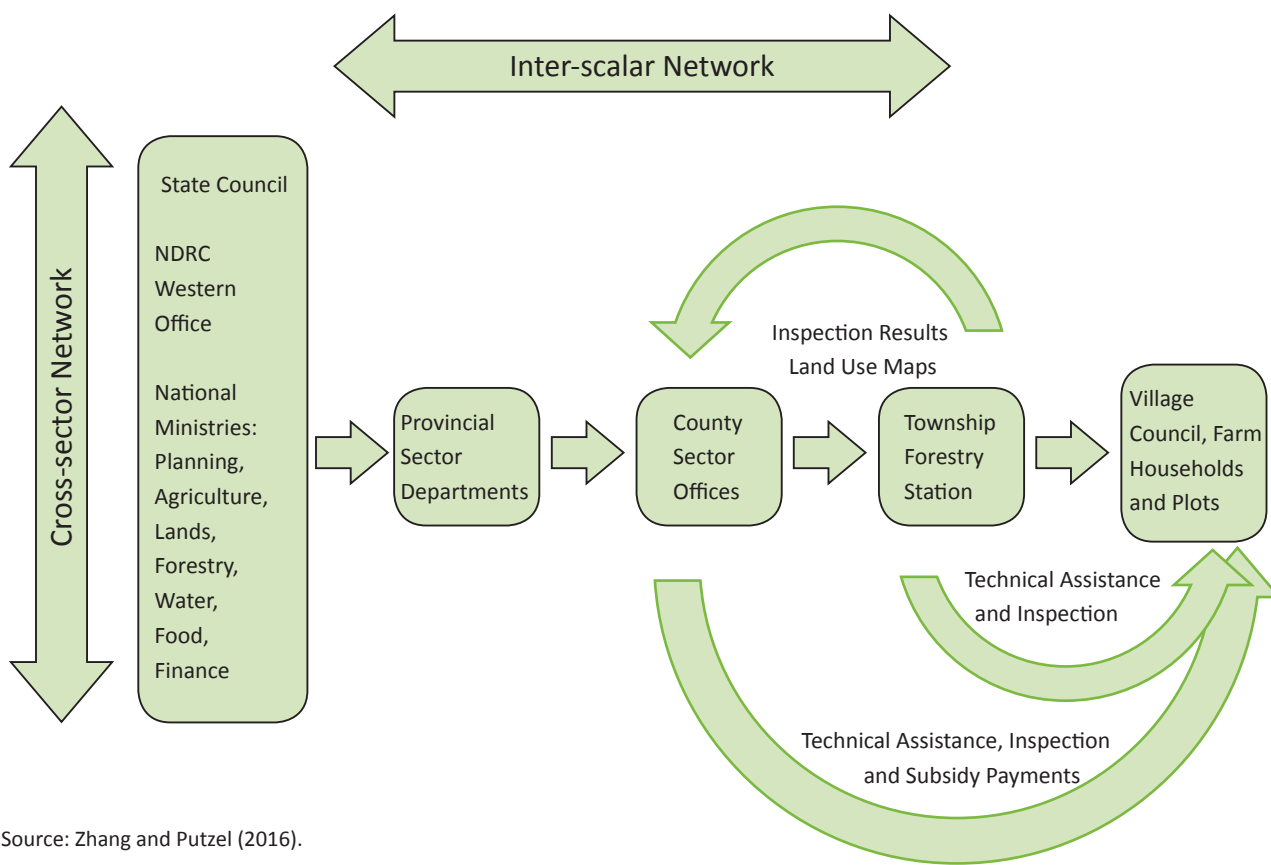 Inter-scalar Network
Cross-sector Network
State Council
NDRC
Western
Office
National
Ministries:
Planning,
Agriculture,
Lands,
Forestry,
Water,
Food,
Finance
Provincial
Sector
Departments
County
Sector
Offices
Township
Forestry
Station
Village
Council, Farm
Households
and Plots
Inspection Results
Land Use Maps
Technical Assistance
and Inspection
Technical Assistance, Inspection
and Subsidy Payments
Source: Zhang and Putzel (2016).